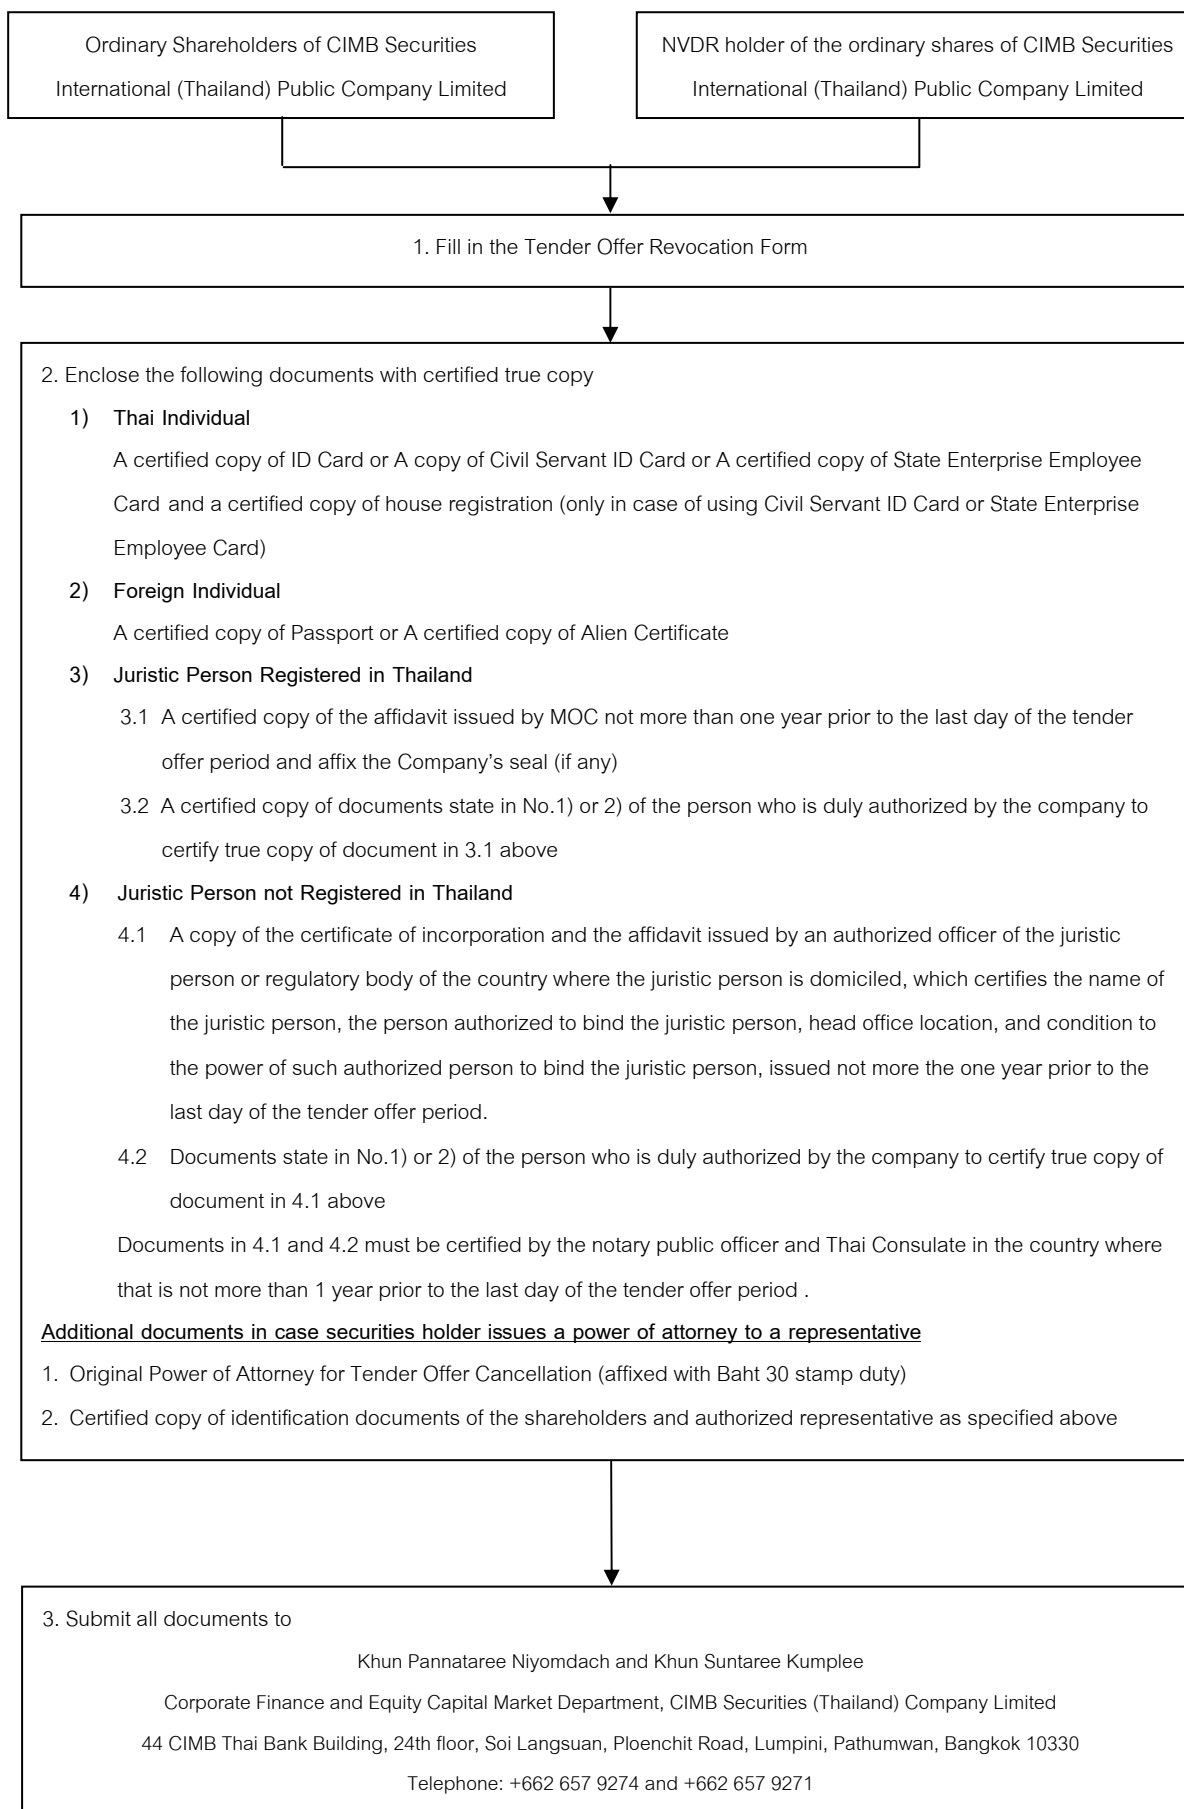 Ordinary Shareholders of CIMB Securities
International (Thailand) Public Company Limited
NVDR holder of the ordinary shares of CIMB Securities
International (Thailand) Public Company Limited
1. Fill in the Tender Offer Revocation Form
2. Enclose the following documents with certified true copy
1) Thai Individual
A certified copy of ID Card or A copy of Civil Servant ID Card or A certified copy of State Enterprise Employee
Card and a certified copy of house registration (only in case of using Civil Servant ID Card or State Enterprise
Employee Card)
2) Foreign Individual
A certified copy of Passport or A certified copy of Alien Certificate
3) Juristic Person Registered in Thailand
3.1 A certified copy of the affidavit issued by MOC not more than one year prior to the last day of the tender
offer period and affix the Company's seal (if any)
3.2 A certified copy of documents state in No.1) or 2) of the person who is duly authorized by the company to
certify true copy of document in 3.1 above
4) Juristic Person not Registered in Thailand
4.1 A copy of the certificate of incorporation and the affidavit issued by an authorized officer of the juristic
person or regulatory body of the country where the juristic person is domiciled, which certifies the name of
the juristic person, the person authorized to bind the juristic person, head office location, and condition to
the power of such authorized person to bind the juristic person, issued not more the one year prior to the
last day of the tender offer period.
4.2 Documents state in No.1) or 2) of the person who is duly authorized by the company to certify true copy of
document in 4.1 above
Documents in 4.1 and 4.2 must be certified by the notary public officer and Thai Consulate in the country where
that is not more than 1 year prior to the last day of the tender offer period .
Additional documents in case securities holder issues a power of attorney to a representative
1. Original Power of Attorney for Tender Offer Cancellation (affixed with Baht 30 stamp duty)
2. Certified copy of identification documents of the shareholders and authorized representative as specified above
3. Submit all documents to
Khun Pannataree Niyomdach and Khun Suntaree Kumplee
Corporate Finance and Equity Capital Market Department, CIMB Securities (Thailand) Company Limited
44 CIMB Thai Bank Building, 24th floor, Soi Langsuan, Ploenchit Road, Lumpini, Pathumwan, Bangkok 10330
Telephone: +662 657 9274 and +662 657 9271